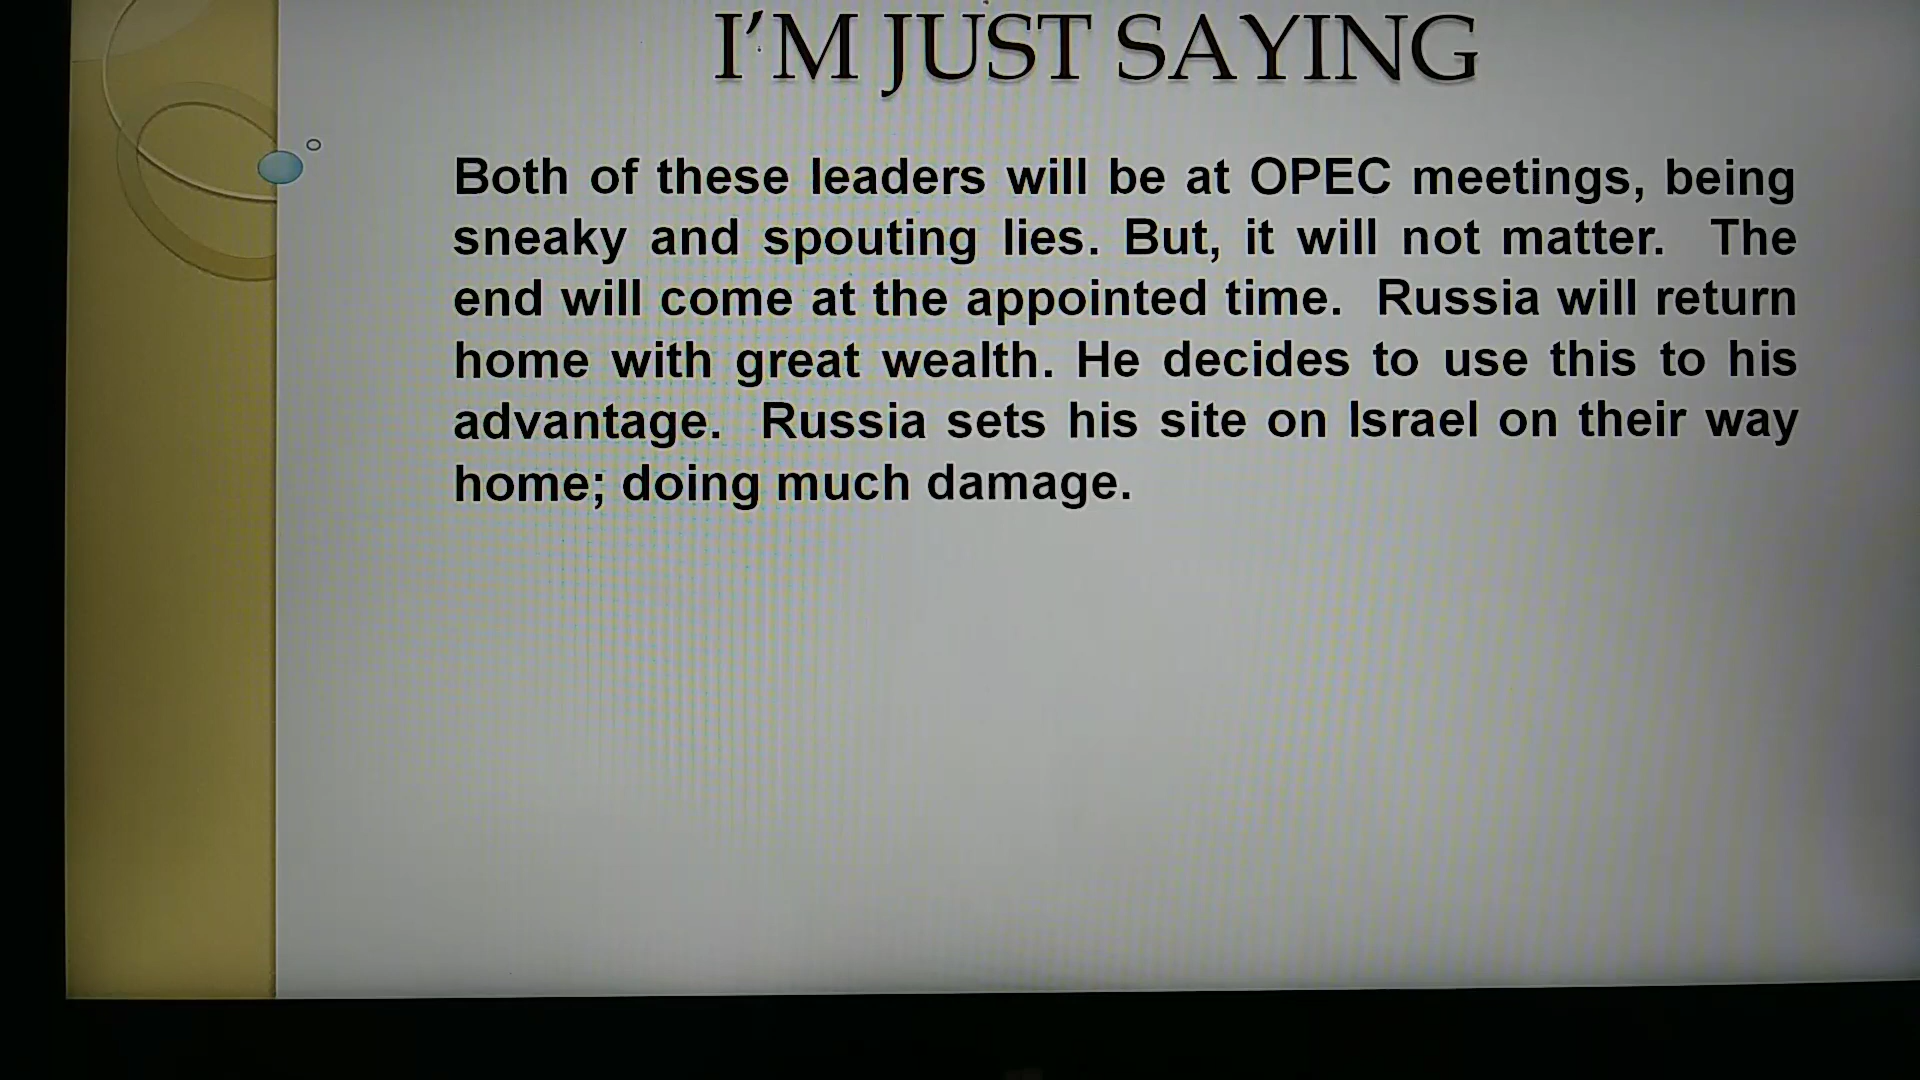 I'M JUST SAYING
Both of these leaders will be at OPEC meetings, being
sneaky and spouting lies. But, it will not matter.  The
end will come at the appointed time.  Russia will return
home with great wealth. He decides to use this to his
advantage.  Russia sets his site on Israel on their way
home; doing much damage.